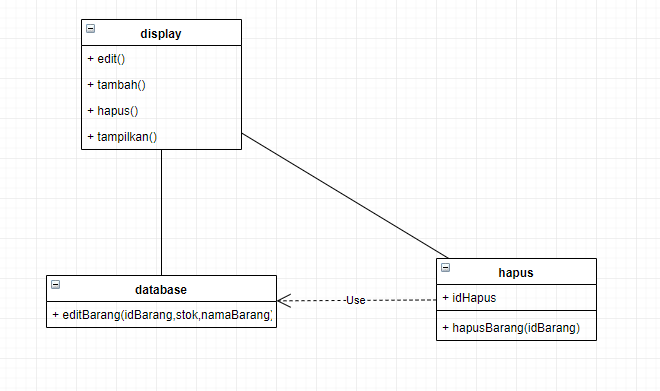 display
+ edit()
+ tambah()
+ hapus()
+ tampilkan()
database
+ editBarang(idBarang,stok,namaBarang)
Use
hapus
+ idHapus
+ hapusBarang(idBarang)